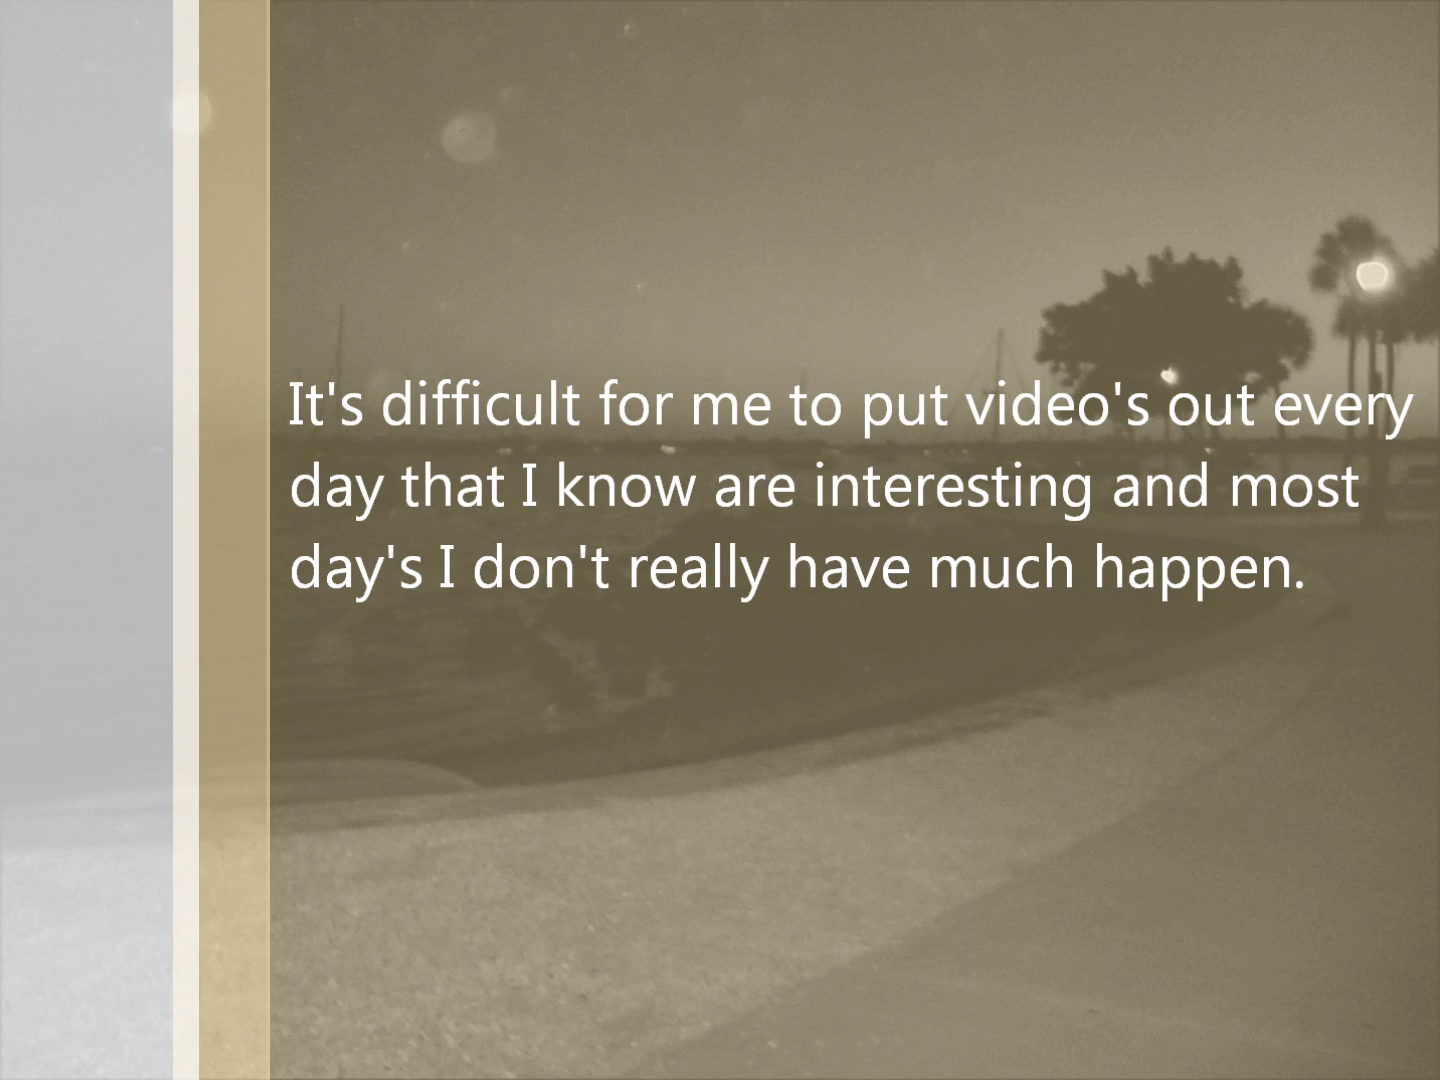 It's difficult for me to put video's out every
day that I know are interesting and most
day's I don't really have much happen.